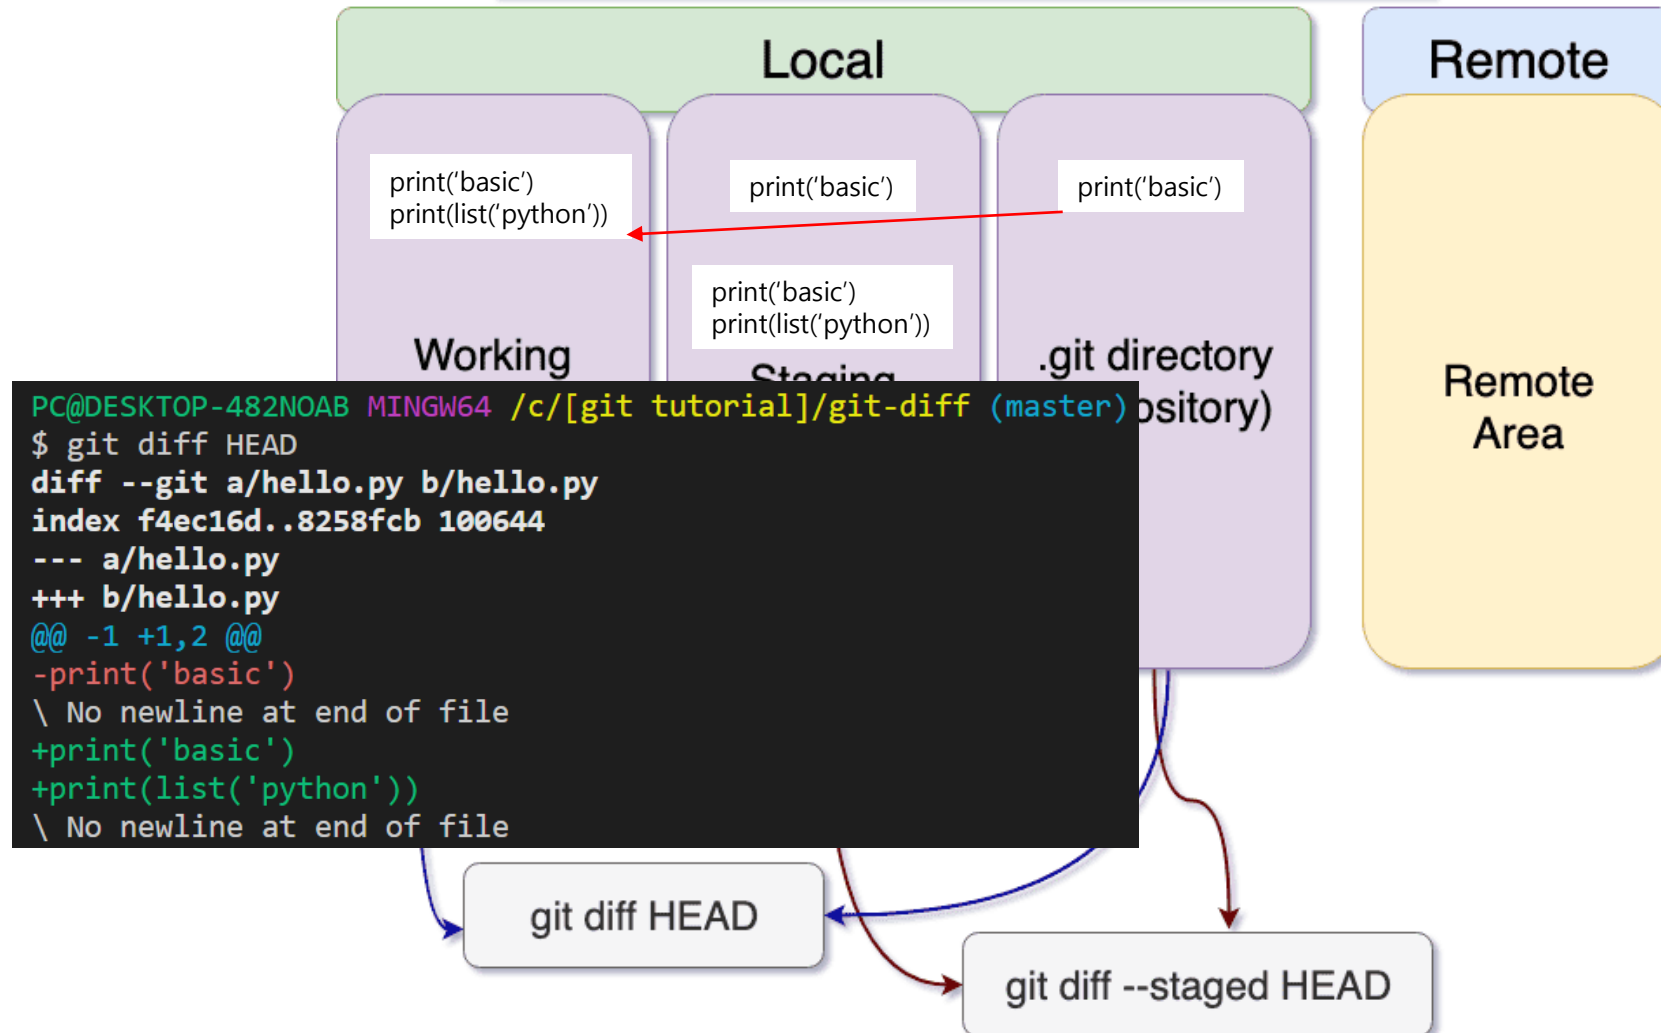 Local
Remote
print(‘basic’)
print(list(‘python’))
print(‘basic’)
print(‘basic’)
print(‘basic’)
print(list(‘python’))
Working
Staging
.git directory
ository)
Remote
Area
PC@DESKTOP-482NOAB MINGW64 /c/[git tutorial]/git-diff (master)
$ git diff HEAD
diff --git a/hello.py b/hello.py
index f4ec16d..8258fcb 100644
--- a/hello.py
+++ b/hello.py
@@ -1 +1,2 @@
-print('basic')
\ No newline at end of file
+print('basic')
+print(list('python'))
\ No newline at end of file
git diff HEAD
git diff --staged HEAD